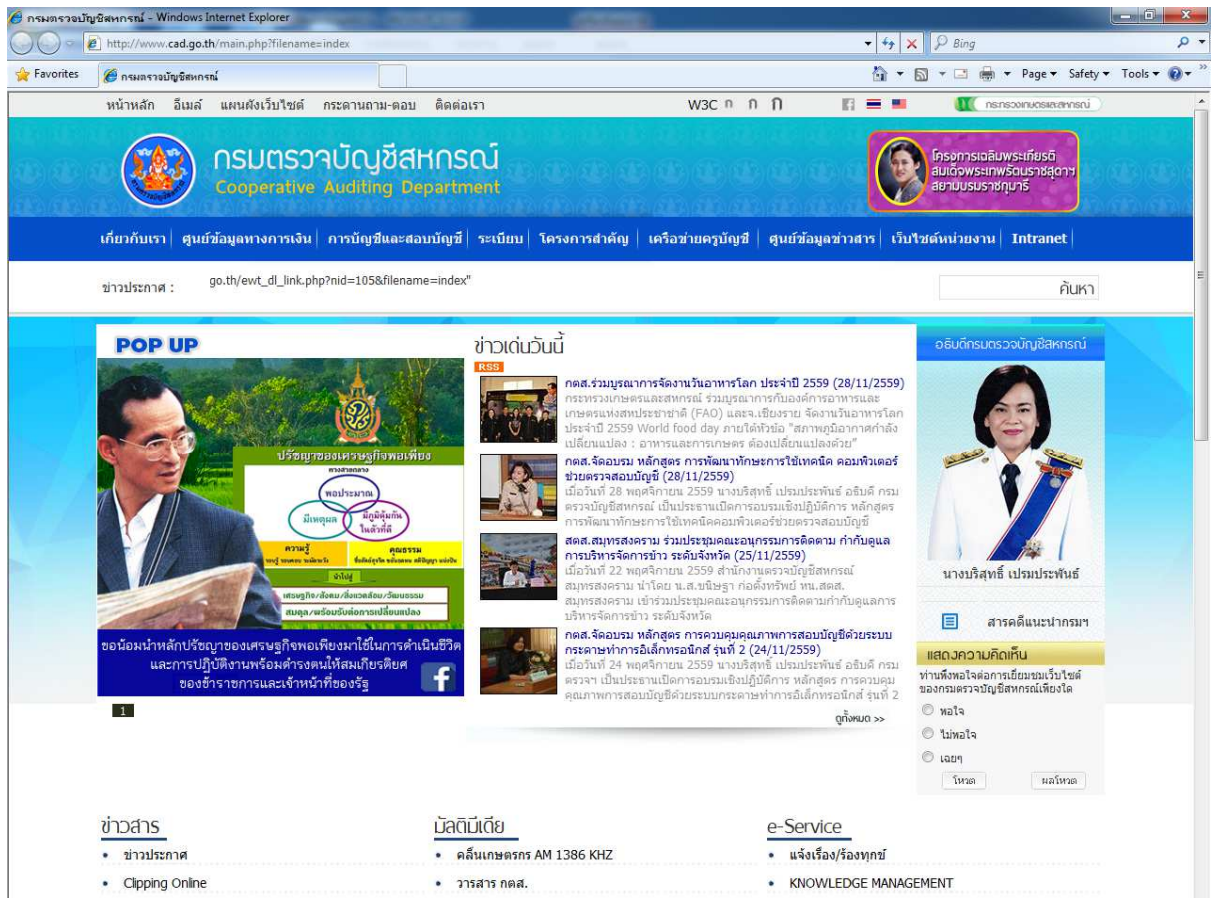 กรมตรวจบัญชีสหกรณ์ - Windows Internet Explorer
http://www.cad.go.th/main.php?filename=index
Bing
Favorites
กรมตรวจบัญชีสหกรณ์
Page Safety Tools
หน้าหลัก อีเมล์ แผนผังเว็บไซต์ กระดานถาม-ตอบ ติดต่อเรา W3C ก ก ก กระทรวงเกษตรและสหกรณ์
กรมตรวจบัญชีสหกรณ์
Cooperative Auditing Department
โครงการเฉลิมพระเกียรติ
สมเด็จพระเทพรัตนราชสุดาฯ
สยามบรมราชกุมารี
เกี่ยวกับเรา ศูนย์ข้อมูลทางการเงิน การบัญชีและสอบบัญชี ระเบียบ โครงการสำคัญ เครือข่ายครูบัญชี ศูนย์ข้อมูลข่าวสาร เว็บไซต์หน่วยงาน Intranet
ข่าวประกาศ : go.th/ewt_dl_link.php?nid=105&filename=index"
ค้นหา
POP UP
ปรัชญาของเศรษฐกิจพอเพียง
ทางสายกลาง
พอประมาณ
มีเหตุผล
มีภูมิคุ้มกัน
ในตัวที่ดี
ความรู้
คุณธรรม
นำไปสู่
เศรษฐกิจ/สังคม/สิ่งแวดล้อม/วัฒนธรรม
สมดุล/พร้อมรับต่อการเปลี่ยนแปลง
ขอน้อมนำหลักปรัชญาของเศรษฐกิจพอเพียงมาใช้ในการดำเนินชีวิต
และการปฏิบัติงานพร้อมดำรงตนให้สมเกียรติยศ
ของข้าราชการและเจ้าหน้าที่ของรัฐ
1
ข่าวเด่นวันนี้
RSS
กตส.ร่วมบูรณาการจัดงานวันอาหารโลก ประจำปี 2559 (28/11/2559)
กระทรวงเกษตรและสหกรณ์ ร่วมบูรณาการกับองค์การอาหารและ
เกษตรแห่งสหประชาชาติ (FAO) และจ.เชียงราย จัดงานวันอาหารโลก
ประจำปี 2559 World food day ภายใต้หัวข้อ "สภาพภูมิอากาศกำลัง
เปลี่ยนแปลง : อาหารและการเกษตร ต้องเปลี่ยนแปลงด้วย"
กตส.จัดอบรม หลักสูตร การพัฒนาทักษะการใช้เทคนิค คอมพิวเตอร์
ช่วยตรวจสอบบัญชี (28/11/2559)
เมื่อวันที่ 28 พฤศจิกายน 2559 นางบริสุทธิ์ เปรมประพันธ์ อธิบดี กรม
ตรวจบัญชีสหกรณ์ เป็นประธานเปิดการอบรมเชิงปฏิบัติการ หลักสูตร
การพัฒนาทักษะการใช้เทคนิคคอมพิวเตอร์ช่วยตรวจสอบบัญชี
สตส.สมุทรสงคราม ร่วมประชุมคณะอนุกรรมการติดตาม กำกับดูแล
การบริหารจัดการข้าว ระดับจังหวัด (25/11/2559)
เมื่อวันที่ 22 พฤศจิกายน 2559 สำนักงานตรวจบัญชีสหกรณ์
สมุทรสงคราม นำโดย น.ส.ขนิษฐา ก่อตั้งทรัพย์ หน.สตส.
สมุทรสงคราม เข้าร่วมประชุมคณะอนุกรรมการติดตามกำกับดูแลการ
บริหารจัดการข้าว ระดับจังหวัด
กตส.จัดอบรม หลักสูตร การควบคุมคุณภาพการสอบบัญชีด้วยระบบ
กระดาษทำการอิเล็กทรอนิกส์ รุ่นที่ 2 (24/11/2559)
เมื่อวันที่ 24 พฤศจิกายน 2559 นางบริสุทธิ์ เปรมประพันธ์ อธิบดี กรม
ตรวจฯ เป็นประธานเปิดการอบรมเชิงปฏิบัติการ หลักสูตร การควบคุม
คุณภาพการสอบบัญชีด้วยระบบกระดาษทำการอิเล็กทรอนิกส์ รุ่นที่ 2
ดูทั้งหมด >>
อธิบดีกรมตรวจบัญชีสหกรณ์
นางบริสุทธิ์ เปรมประพันธ์
สารคดีแนะนำกรมฯ
แสดงความคิดเห็น
ท่านพึงพอใจต่อการเยี่ยมชมเว็บไซต์
ของกรมตรวจบัญชีสหกรณ์เพียงใด
พอใจ
ไม่พอใจ
เฉยๆ
โหวต ผลโหวต
ข่าวสาร มัลติมีเดีย e-Service
• ข่าวประกาศ • คลื่นเกษตรกร AM 1386 KHZ • แจ้งเรื่อง/ร้องทุกข์
• Clipping Online • วารสาร กตส. • KNOWLEDGE MANAGEMENT